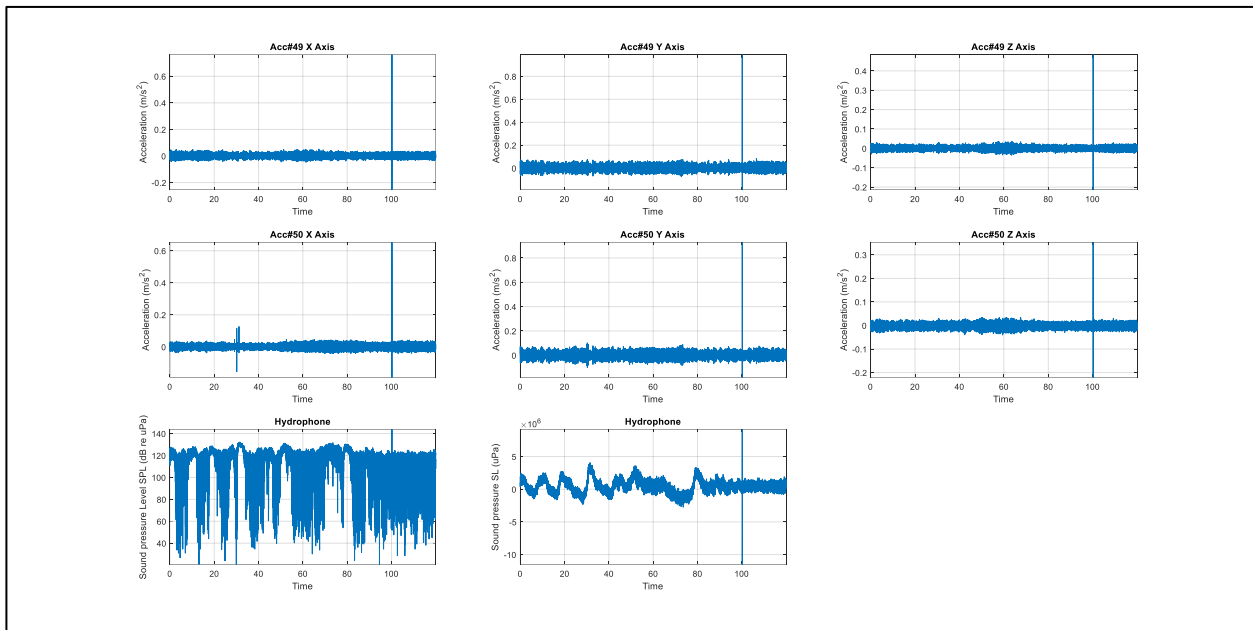 Acc#49 X Axis
Acceleration (m/s²)
0.6
0.4
0.2
0
-0.2
0 20 40 60 80 100
Time
Acc#49 Y Axis
Acceleration (m/s²)
0.8
0.6
0.4
0.2
0
0 20 40 60 80 100
Time
Acc#49 Z Axis
Acceleration (m/s²)
0.4
0.3
0.2
0.1
0
-0.1
-0.2
0 20 40 60 80 100
Time
Acc#50 X Axis
Acceleration (m/s²)
0.6
0.4
0.2
0
0 20 40 60 80 100
Time
Acc#50 Y Axis
Acceleration (m/s²)
0.8
0.6
0.4
0.2
0
0 20 40 60 80 100
Time
Acc#50 Z Axis
Acceleration (m/s²)
0.3
0.2
0.1
0
-0.1
-0.2
0 20 40 60 80 100
Time
Hydrophone
Sound pressure Level SPL (dB re uPa)
140
120
100
80
60
40
0 20 40 60 80 100
Time
Hydrophone
× 10⁶
Sound pressure SL (uPa)
5
0
-5
-10
0 20 40 60 80 100
Time